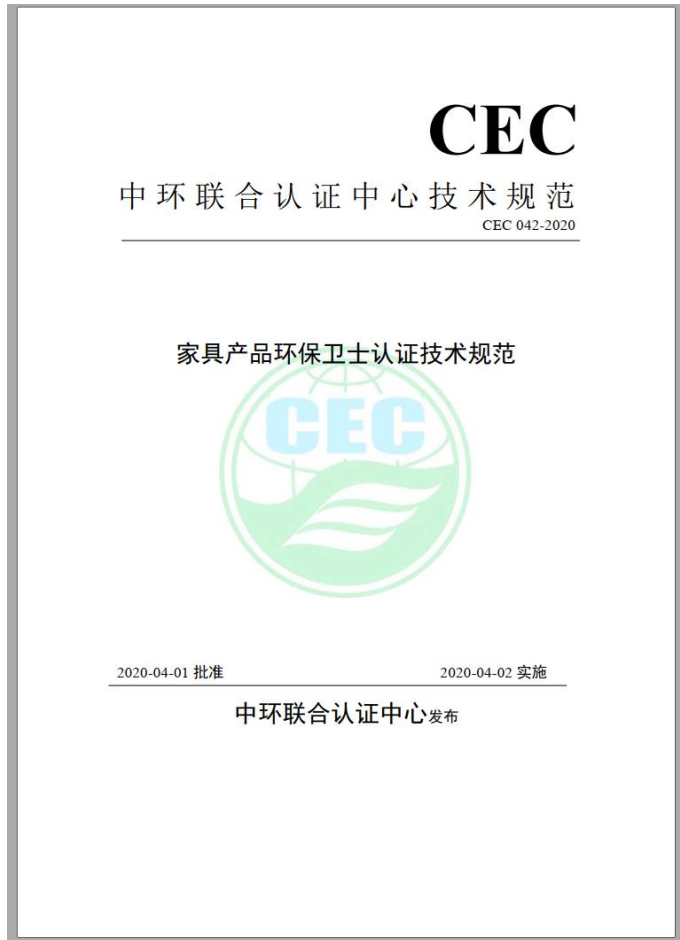 CEC
中环联合认证中心技术规范
CEC 042-2020
家具产品环保卫士认证技术规范
CEC
2020-04-01 批准
2020-04-02 实施
中环联合认证中心发布